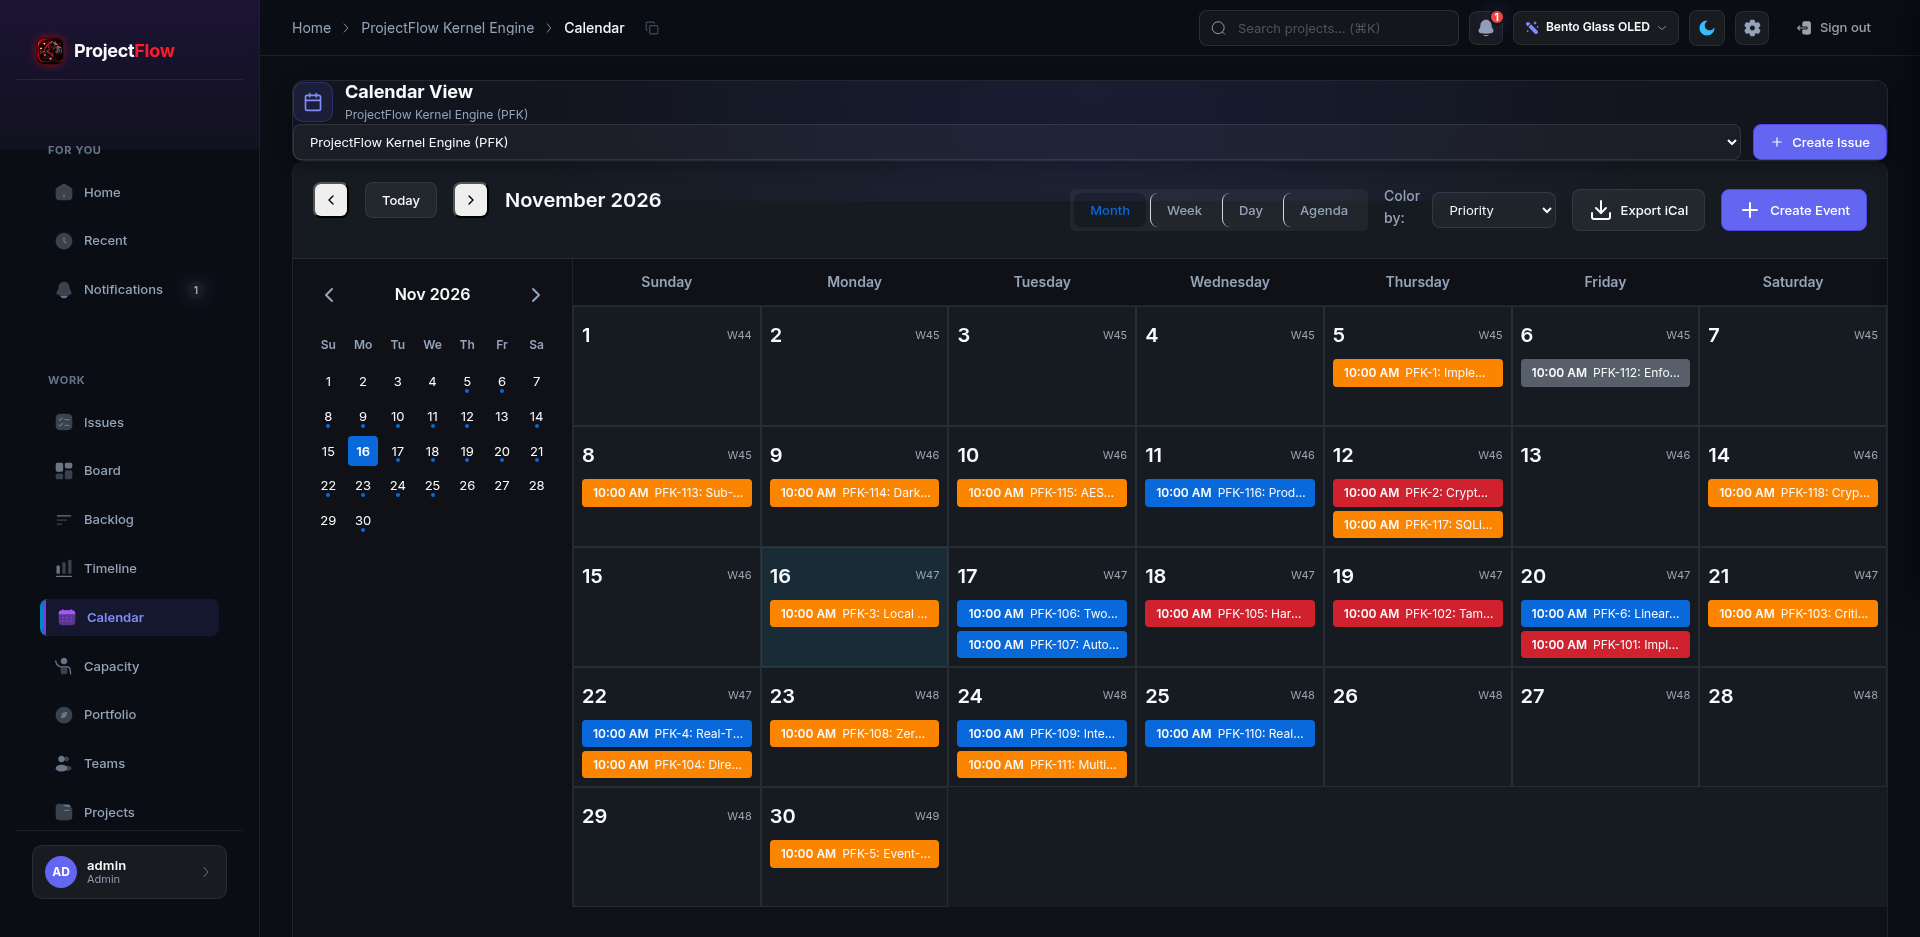 ProjectFlow
FOR YOU
Home
Recent
Notifications 1
WORK
Issues
Board
Backlog
Timeline
Calendar
Capacity
Portfolio
Teams
Projects
AD admin
Admin
Home > ProjectFlow Kernel Engine > Calendar
Search projects... (⌘K)
1
Bento Glass OLED
Sign out
Calendar View
ProjectFlow Kernel Engine (PFK)
ProjectFlow Kernel Engine (PFK)
+ Create Issue
Today
November 2026
Month Week Day Agenda
Color by:
Priority
Export iCal
+ Create Event
Nov 2026
Su Mo Tu We Th Fr Sa
1 2 3 4 5 6 7
8 9 10 11 12 13 14
15 16 17 18 19 20 21
22 23 24 25 26 27 28
29 30
Sunday Monday Tuesday Wednesday Thursday Friday Saturday
1 W44 2 W45 3 W45 4 W45 5 W45 6 W45 7 W45
10:00 AM PFK-1: Imple... 10:00 AM PFK-112: Enfo...
8 W45 9 W46 10 W46 11 W46 12 W46 13 W46 14 W46
10:00 AM PFK-113: Sub-... 10:00 AM PFK-114: Dark... 10:00 AM PFK-115: AES... 10:00 AM PFK-116: Prod... 10:00 AM PFK-2: Crypt... 10:00 AM PFK-118: Cryp...
10:00 AM PFK-117: SQLi...
15 W46 16 W47 17 W47 18 W47 19 W47 20 W47 21 W47
10:00 AM PFK-3: Local ... 10:00 AM PFK-106: Two... 10:00 AM PFK-105: Har... 10:00 AM PFK-102: Tam... 10:00 AM PFK-6: Linear... 10:00 AM PFK-103: Criti...
10:00 AM PFK-107: Auto... 10:00 AM PFK-101: Impl...
22 W47 23 W48 24 W48 25 W48 26 W48 27 W48 28 W48
10:00 AM PFK-4: Real-T... 10:00 AM PFK-108: Zer... 10:00 AM PFK-109: Inte... 10:00 AM PFK-110: Real...
10:00 AM PFK-104: Dire... 10:00 AM PFK-111: Multi...
29 W48 30 W49
10:00 AM PFK-5: Event-...